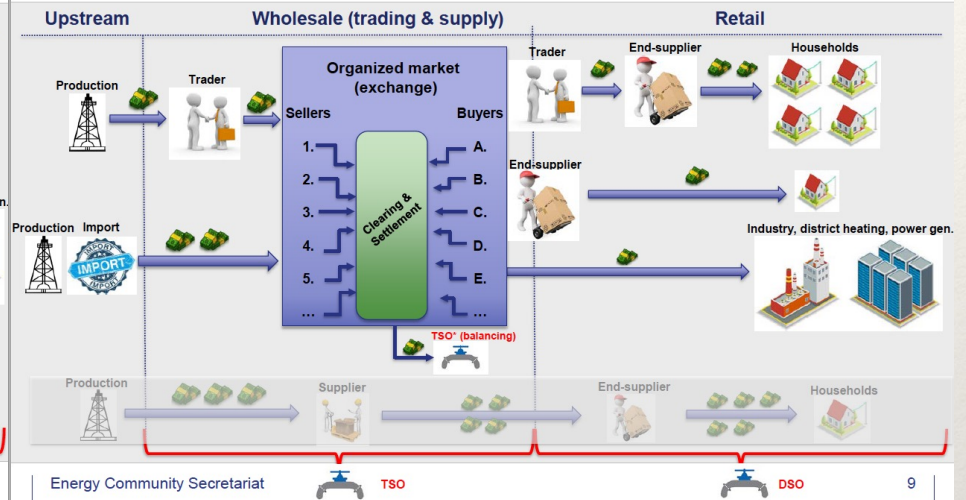 Upstream
Wholesale (trading & supply)
Retail
Production
Trader
Organized market
(exchange)
Sellers
Buyers
1.
2.
3.
4.
5.
...
Clearing &
Settlement
A.
B.
C.
D.
E.
...
Trader
End-supplier
Households
End-supplier
n.
Production
Import
IMPORT
IMPORT
IMPORT
Industry, district heating, power gen.
TSO* (balancing)
Production
Supplier
End-supplier
Households
Energy Community Secretariat
TSO
DSO
9